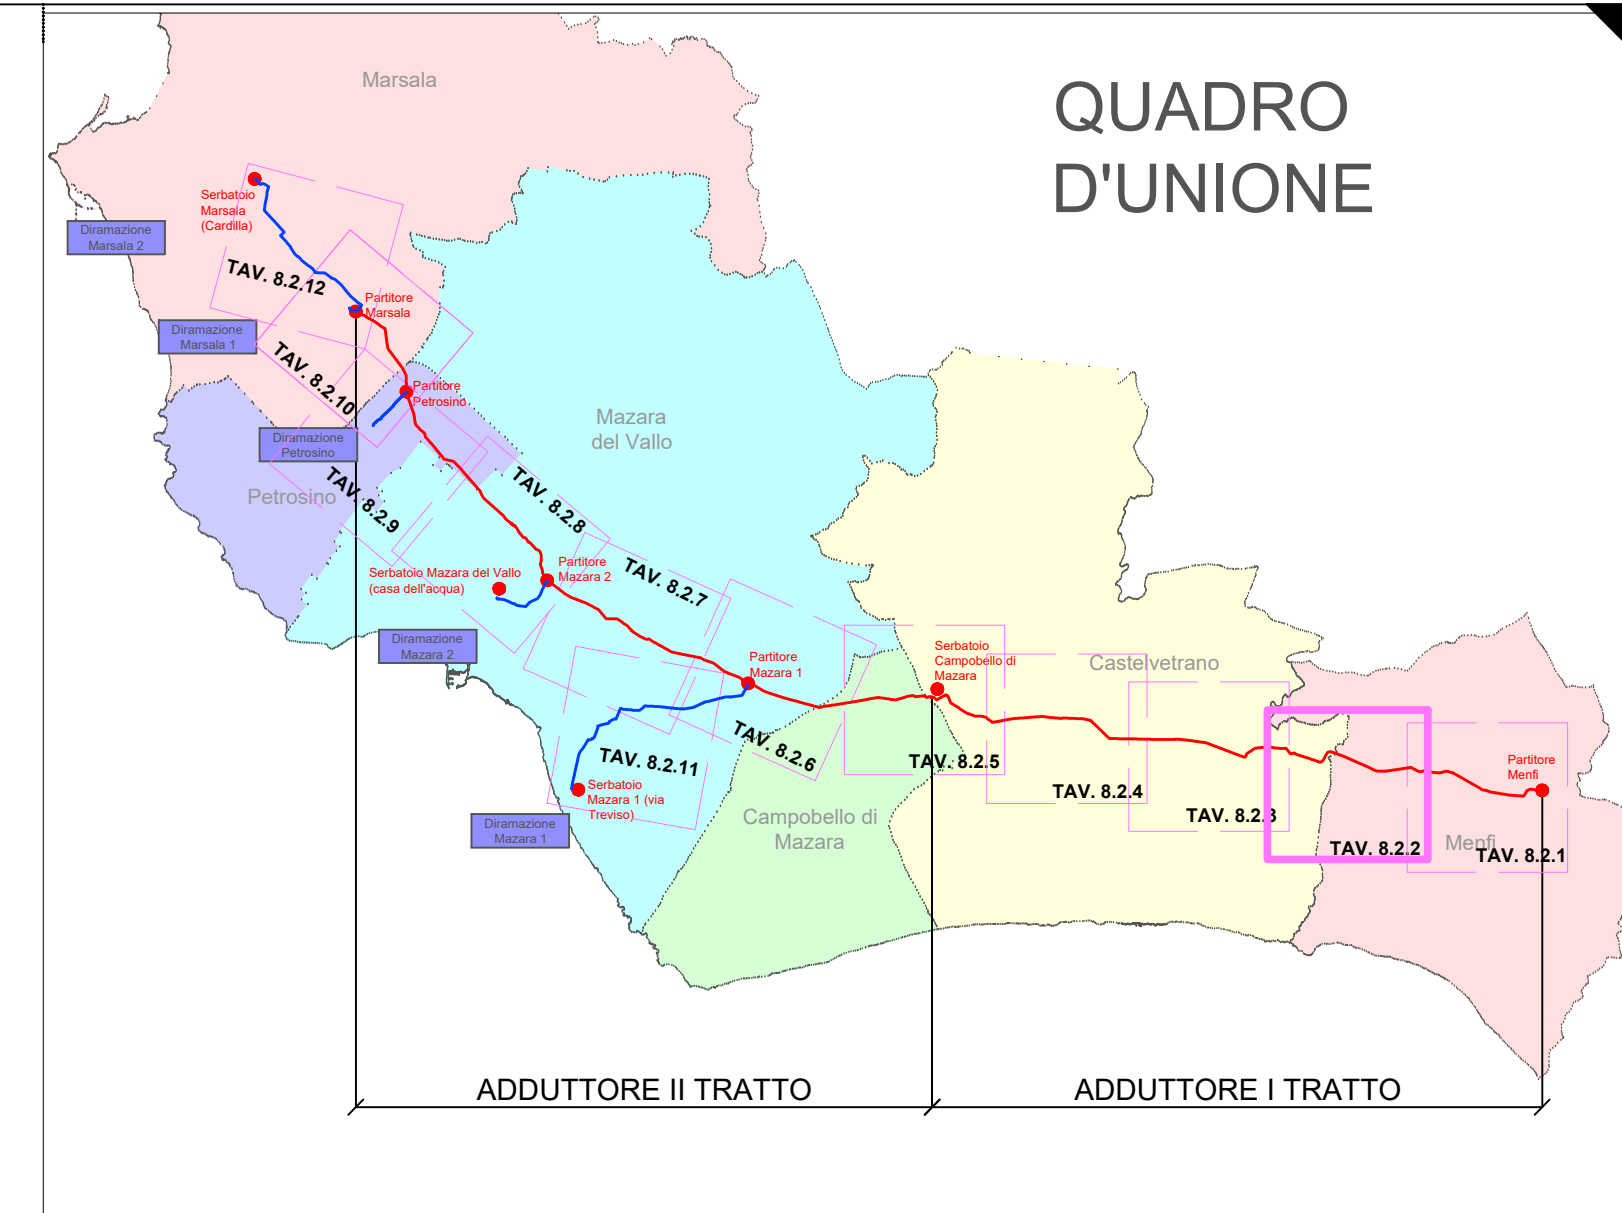 QUADRO
D'UNIONE
Marsala
Serbatoio
Marsala
(Cardilla)
Diramazione
Marsala 2
TAV. 8.2.12
Partitore
Marsala
Diramazione
Marsala 1
TAV. 8.2.10
Partitore
Petrosino
Mazara
del Vallo
Diramazione
Petrosino
Petrosino
TAV. 8.2.9
TAV. 8.2.8
Serbatoio Mazara del Vallo
(casa dell'acqua)
Partitore
Mazara 2
TAV. 8.2.7
Diramazione
Mazara 2
Partitore
Mazara 1
Serbatoio
Campobello di
Mazara
Castelvetrano
TAV. 8.2.11
TAV. 8.2.6
TAV. 8.2.5
TAV. 8.2.4
TAV. 8.2.3
TAV. 8.2.2
TAV. 8.2.1
Partitore
Menfi
Menfi
Serbatoio
Mazara 1 (via
Treviso)
Diramazione
Mazara 1
Campobello di
Mazara
ADDUTTORE II TRATTO
ADDUTTORE I TRATTO